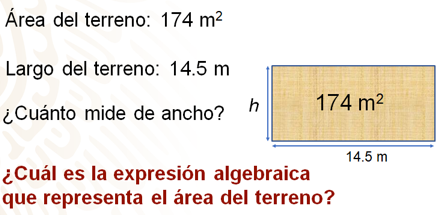 Área del terreno: 174 m²
Largo del terreno: 14.5 m
¿Cuánto mide de ancho?
h
174 m²
14.5 m
¿Cuál es la expresión algebraica
que representa el área del terreno?